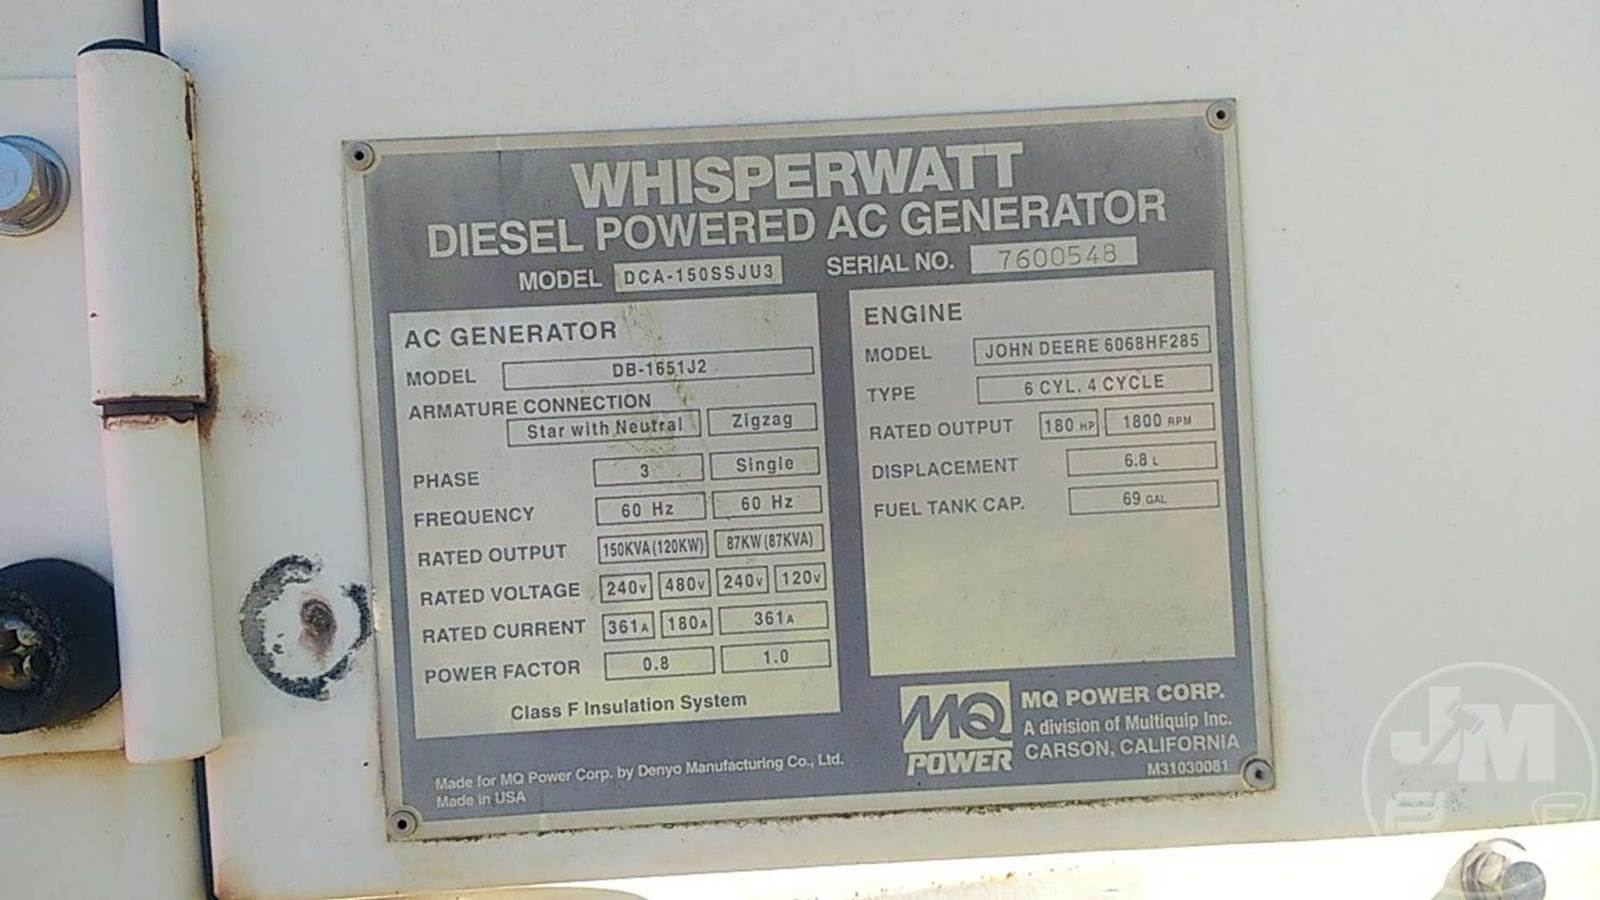 WHISPERWATT
DIESEL POWERED AC GENERATOR
MODEL DCA-150SSJU3 SERIAL NO. 7600548
AC GENERATOR
MODEL DB-1651J2
ARMATURE CONNECTION
Star with Neutral Zigzag
PHASE 3 Single
FREQUENCY 60 Hz 60 Hz
RATED OUTPUT 150KVA(120KW) 87KW(87KVA)
RATED VOLTAGE 240V 480V 240V 120V
RATED CURRENT 361A 180A 361A
POWER FACTOR 0.8 1.0
Class F Insulation System
ENGINE
MODEL JOHN DEERE 6068HF285
TYPE 6 CYL. 4 CYCLE
RATED OUTPUT 180 HP 1800 RPM
DISPLACEMENT 6.8 L
FUEL TANK CAP. 69 GAL
Made for MQ Power Corp. by Denyo Manufacturing Co., Ltd.
Made in USA
MQ
POWER
MQ POWER CORP.
A division of Multiquip Inc.
CARSON, CALIFORNIA
M31030081
JM